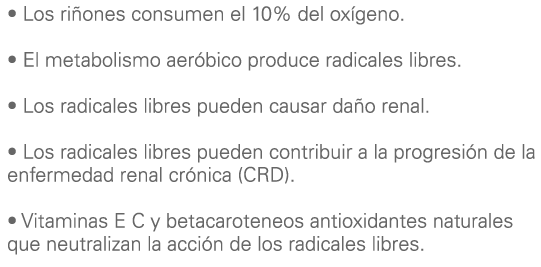 • Los riñones consumen el 10% del oxígeno.
• El metabolismo aeróbico produce radicales libres.
• Los radicales libres pueden causar daño renal.
• Los radicales libres pueden contribuir a la progresión de la
enfermedad renal crónica (CRD).
• Vitaminas E C y betacaroteneos antioxidantes naturales
que neutralizan la acción de los radicales libres.